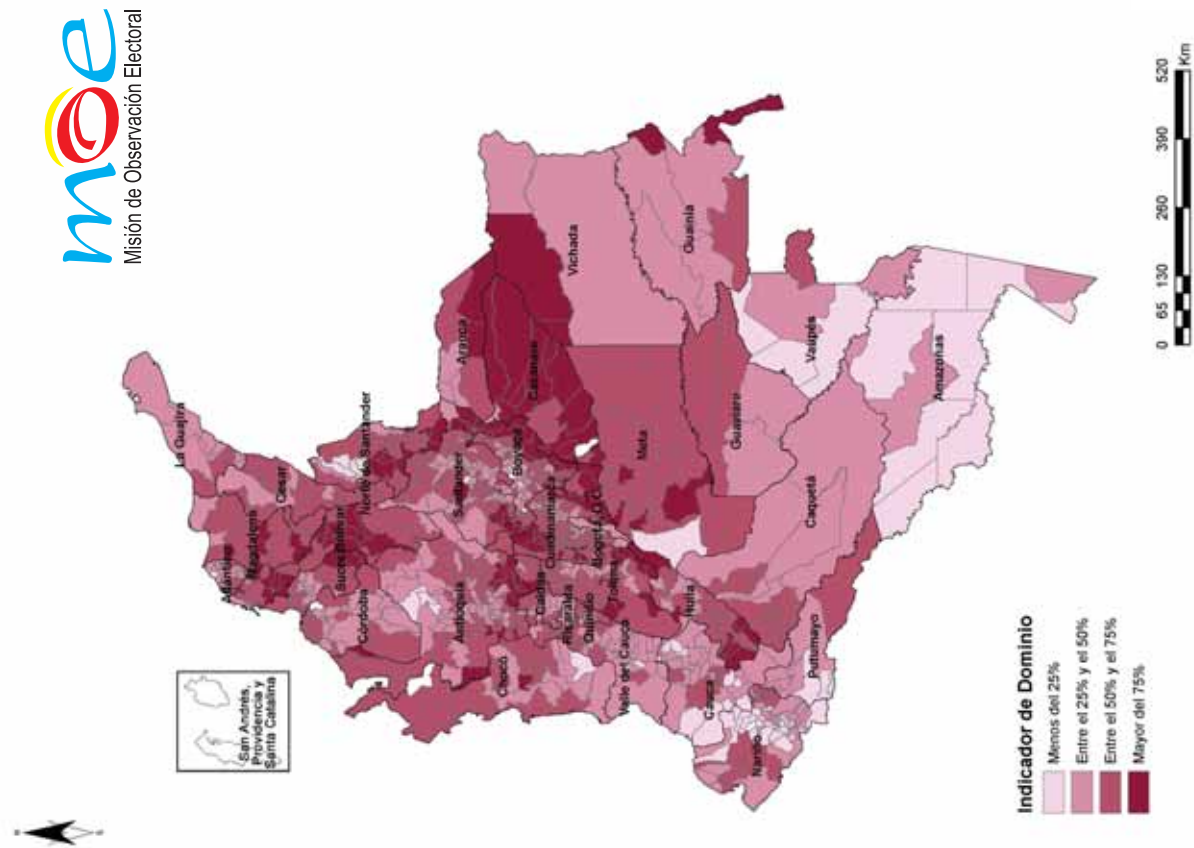 moe
Misión de Observación Electoral
San Andrés,
Providencia y
Santa Catalina
La Guajira
Atlántico
Magdalena
Cesar
Sucre
Bolívar
Norte de Santander
Córdoba
Antioquia
Santander
Arauca
Chocó
Caldas
Risaralda
Quindío
Cundinamarca
Boyacá
Casanare
Bogotá, D.C.
Tolima
Valle del Cauca
Meta
Vichada
Huila
Cauca
Guainía
Guaviare
Nariño
Putumayo
Caquetá
Vaupés
Amazonas
Indicador de Dominio
Menos del 25%
Entre el 25% y el 50%
Entre el 50% y el 75%
Mayor del 75%
0 65 130 260 390 520
Km